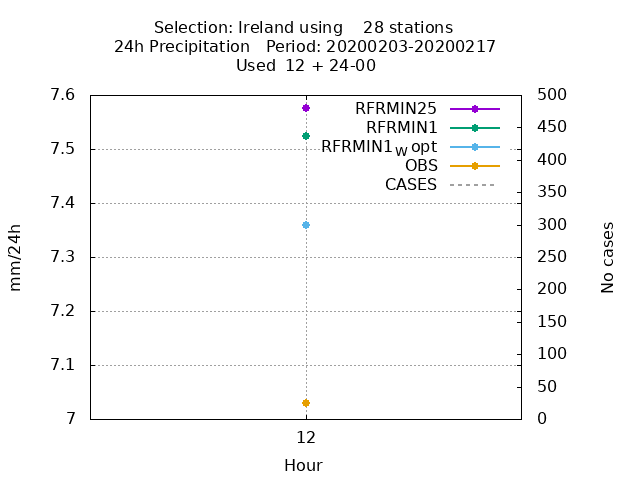 Selection: Ireland using    28 stations
24h Precipitation   Period: 20200203-20200217
Used  12 + 24-00
7.6
7.5
7.4
7.3
7.2
7.1
7
mm/24h
RFRMIN25
RFRMIN1
RFRMIN1w opt
OBS
CASES
500
450
400
350
300
250
200
150
100
50
0
No cases
12
Hour